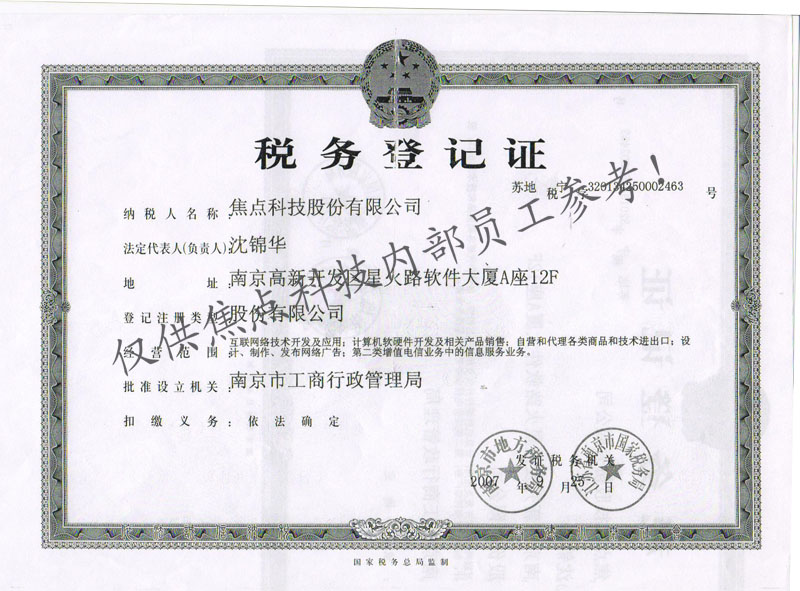 税务登记证
苏地税字320134250002463号
纳税人名称：焦点科技股份有限公司
法定代表人(负责人)：沈锦华
地址：南京高新开发区星火路软件大厦A座12F
登记注册类型：股份有限公司
经营范围：互联网络技术开发及应用；计算机软硬件开发及相关产品销售；自营和代理各类商品和技术进出口；设
计、制作、发布网络广告；第二类增值电信业务中的信息服务业务。
批准设立机关：南京市工商行政管理局
扣缴义务：依法确定
发证税务机关
2007年9月25日
南京市地方税务局
江苏省南京市国家税务局
国家税务总局监制
仅供焦点科技内部员工参考！